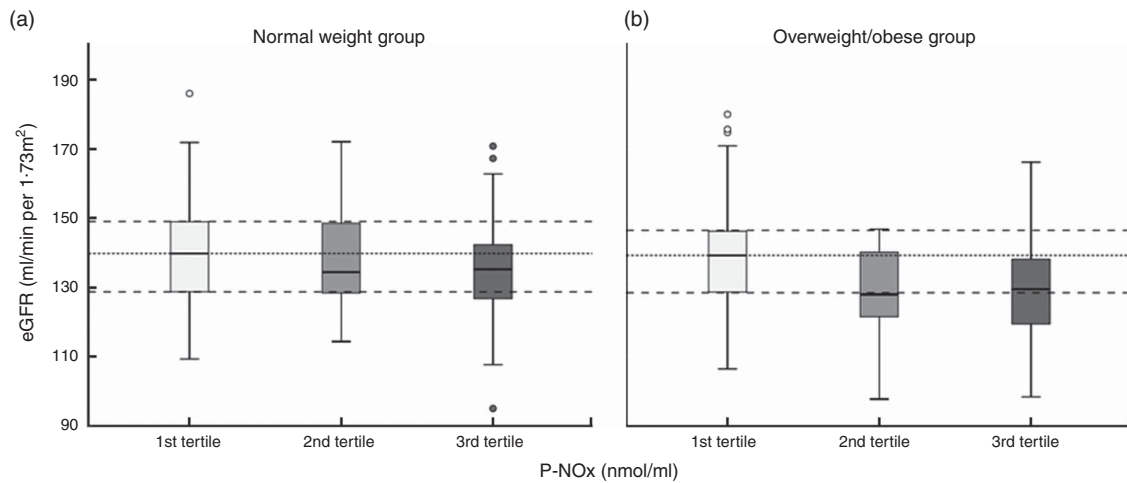 (a)
Normal weight group
(b)
Overweight/obese group
eGFR (ml/min per 1·73m²)
190
170
150
130
110
90
1st tertile 2nd tertile 3rd tertile
1st tertile 2nd tertile 3rd tertile
P-NOx (nmol/ml)